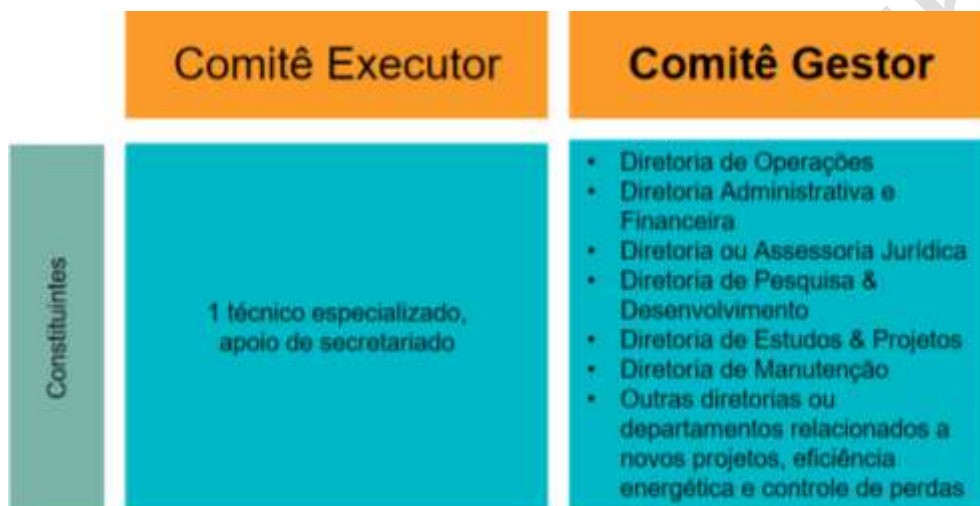 Comitê Executor
Comitê Gestor
Constituintes
1 técnico especializado,
apoio de secretariado
• Diretoria de Operações
• Diretoria Administrativa e
Financeira
• Diretoria ou Assessoria Jurídica
• Diretoria de Pesquisa &
Desenvolvimento
• Diretoria de Estudos & Projetos
• Diretoria de Manutenção
• Outras diretorias ou
departamentos relacionados a
novos projetos, eficiência
energética e controle de perdas